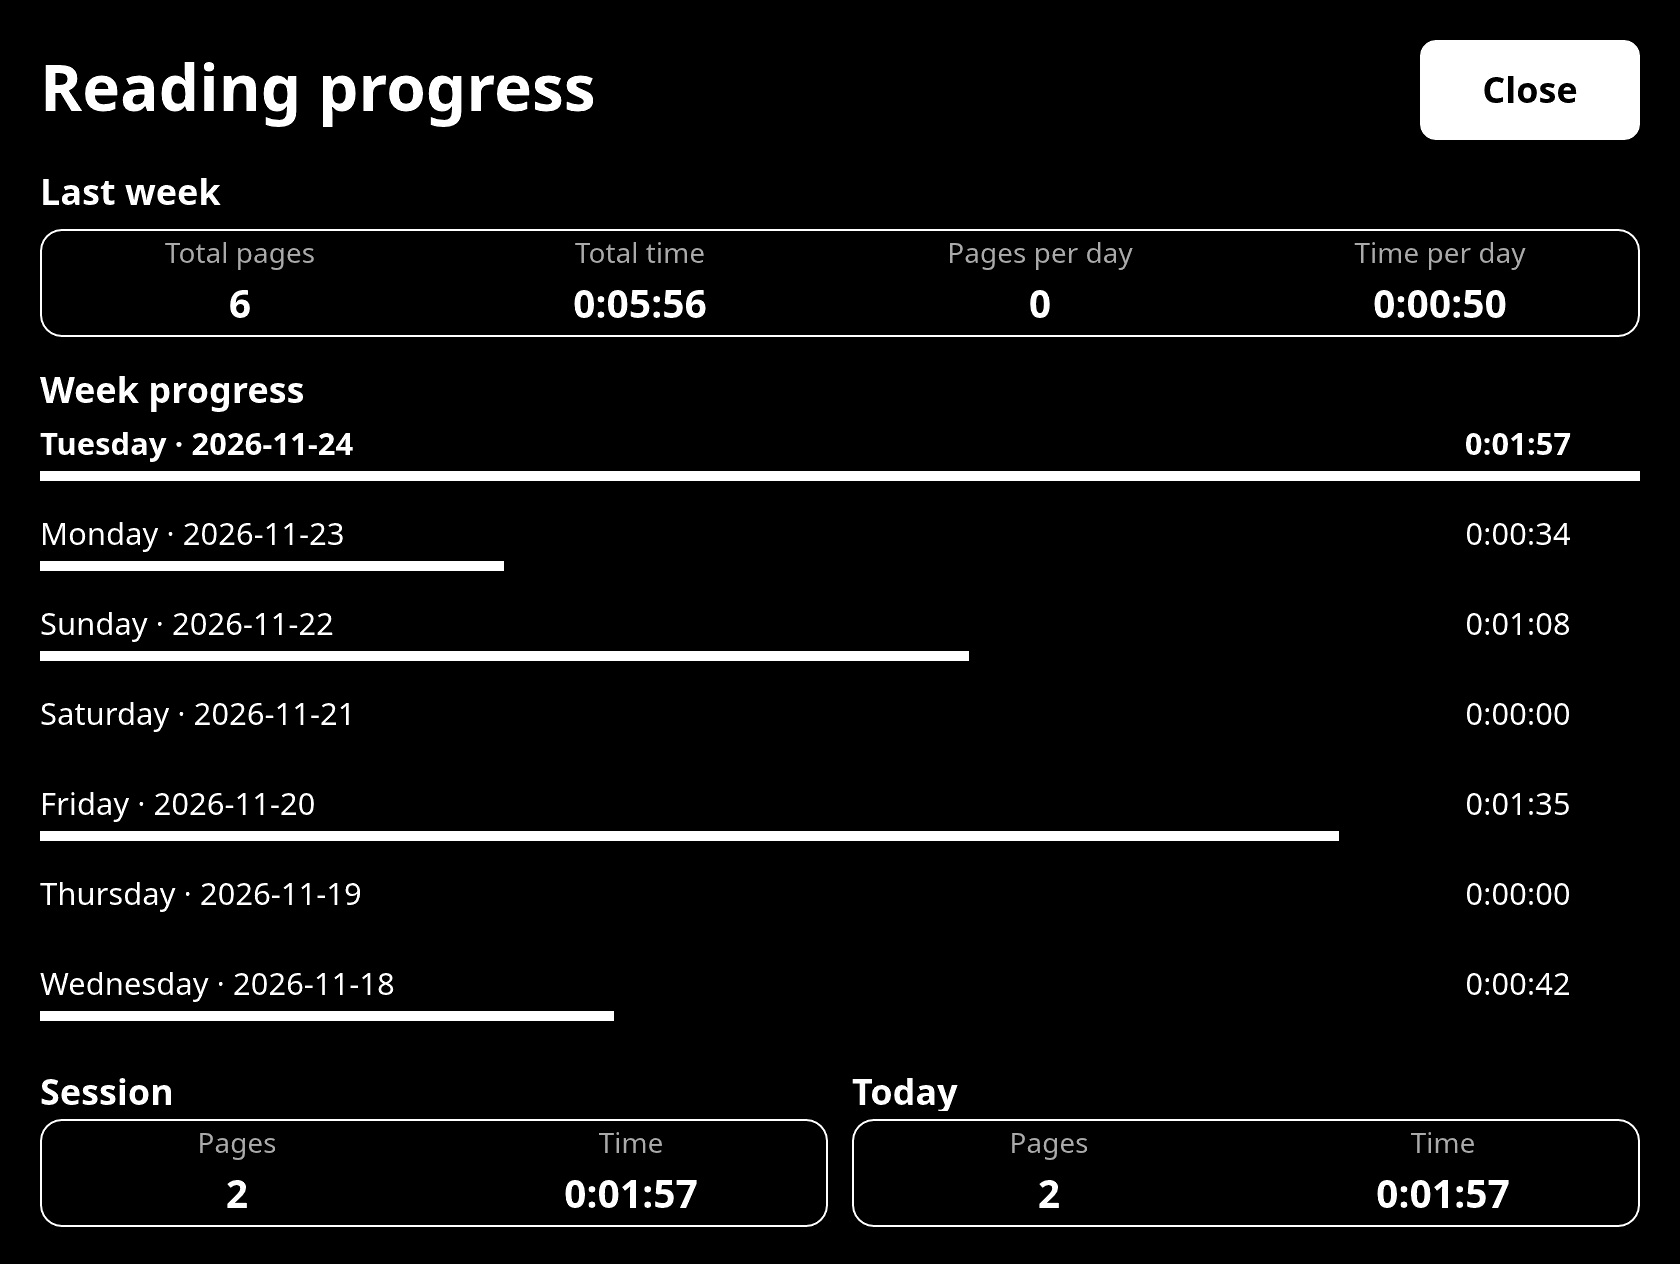 Reading progress
Close
Last week
Total pages
Total time
Pages per day
Time per day
6
0:05:56
0
0:00:50
Week progress
Tuesday · 2026-11-24 0:01:57
Monday · 2026-11-23 0:00:34
Sunday · 2026-11-22 0:01:08
Saturday · 2026-11-21 0:00:00
Friday · 2026-11-20 0:01:35
Thursday · 2026-11-19 0:00:00
Wednesday · 2026-11-18 0:00:42
Session
Pages
Time
2
0:01:57
Today
Pages
Time
2
0:01:57